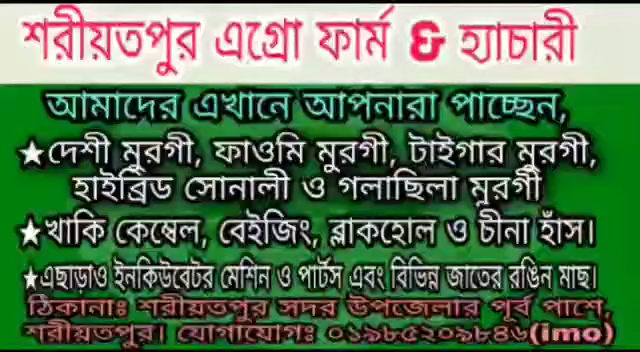 শরীয়তপুর এগ্রো ফার্ম & হ্যাচারী
আমাদের এখানে আপনারা পাচ্ছেন,
★দেশী মুরগী, ফাওমি মুরগী, টাইগার মুরগী,
হাইব্রিড সোনালী ও গলাছিলা মুরগী
★খাকি কেম্বেল, বেইজিং, ব্লাকহোল ও চীনা হাঁস।
★এছাড়াও ইনকিউবেটর মেশিন ও পার্টস এবং বিভিন্ন জাতের রঙিন মাছ।
ঠিকানাঃ শরীয়তপুর সদর উপজেলার পূর্ব পাশে,
শরীয়তপুর। যোগাযোগঃ ০১৯৮৫২০৯৮৪৬(imo)